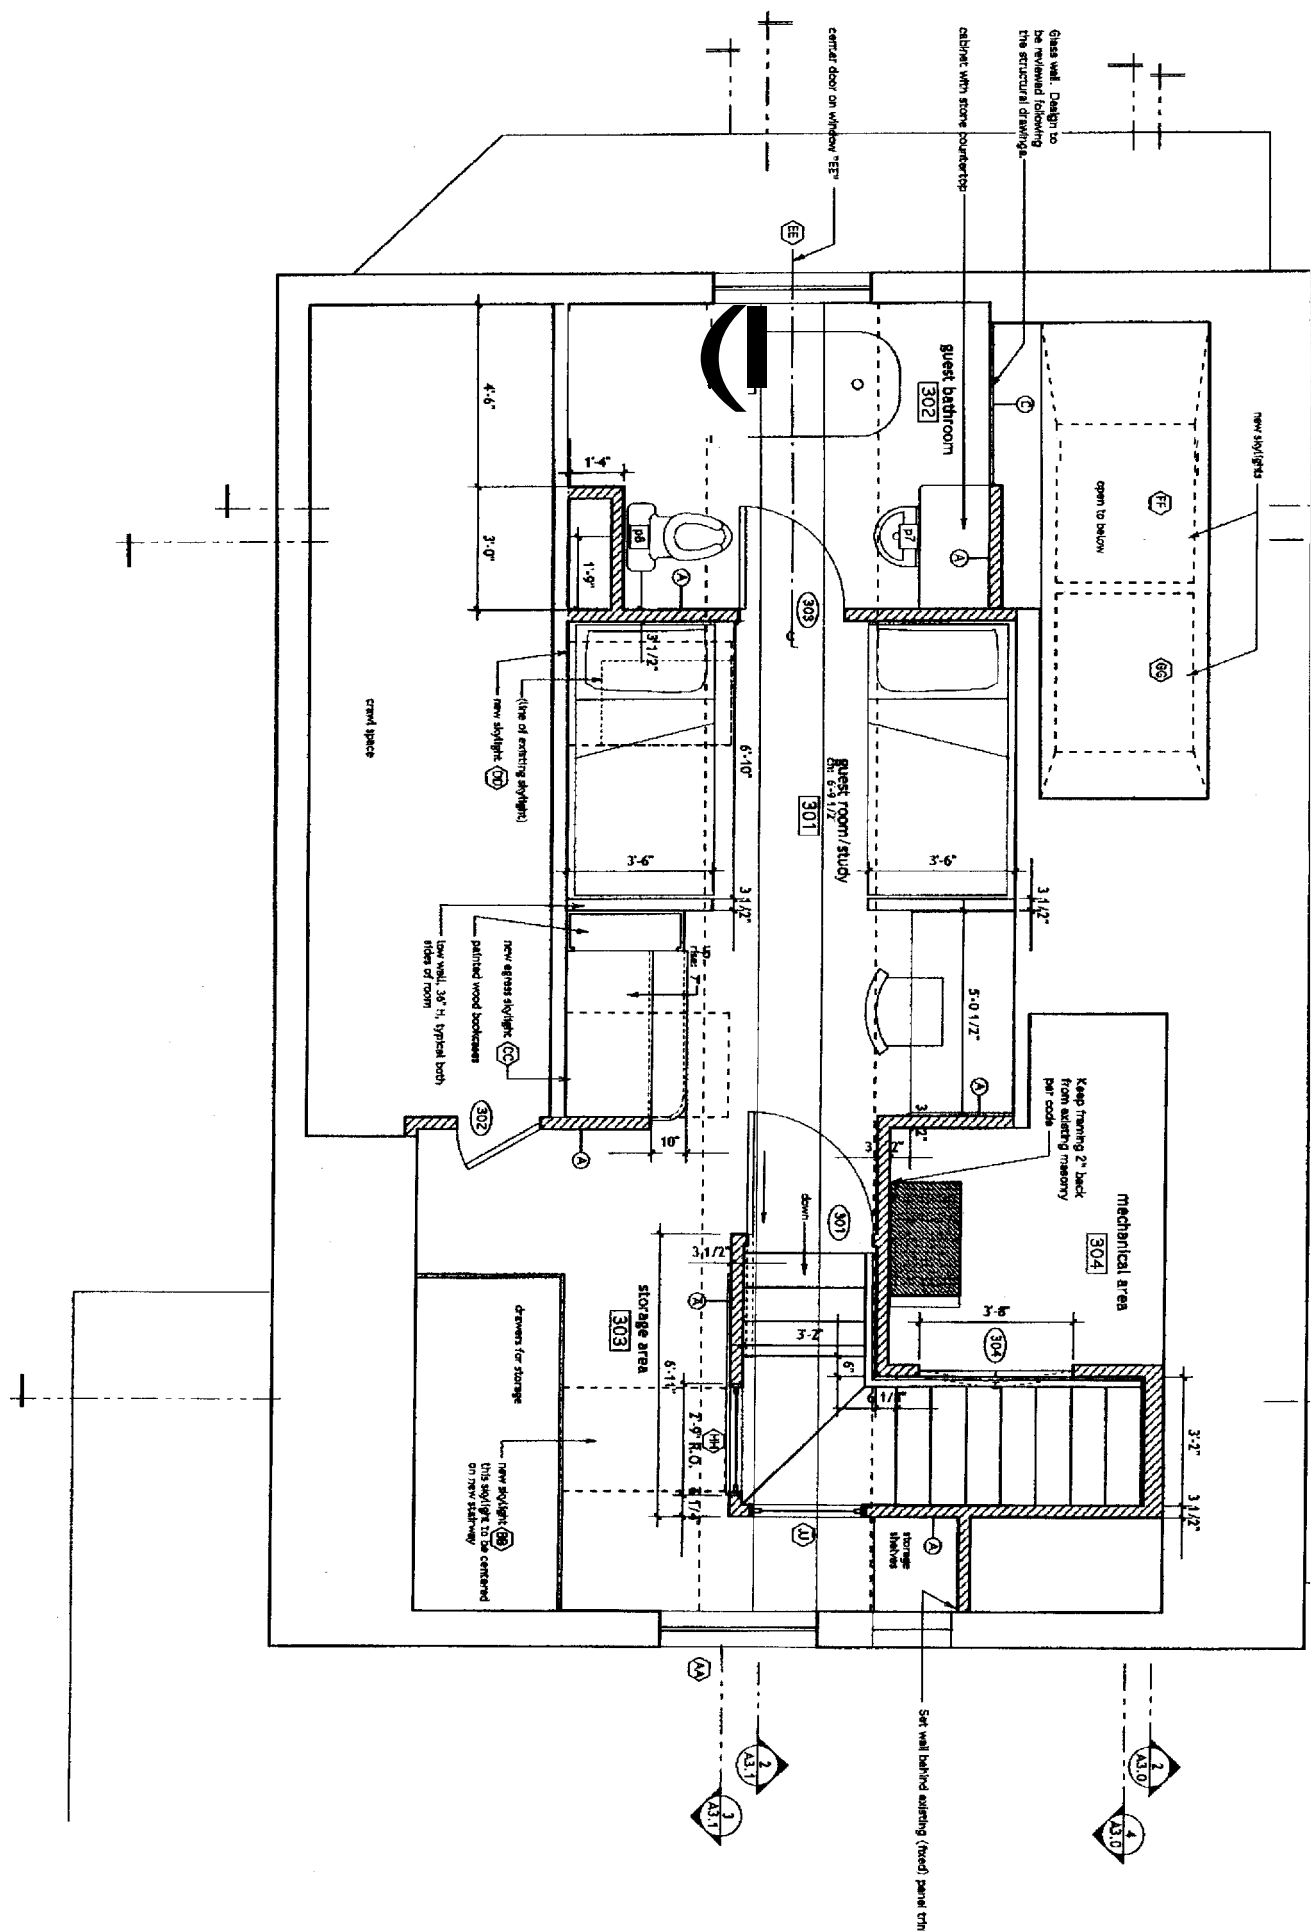 Glass wall. Design to
be reviewed following
the structural drawings.
cabinet with stone countertop
center door on window "EE"
EE
new skylights
guest bathroom
302
C
FF
open to below
GG
4'-6"
1'-4"
3'-0"
1'-9"
p6
p7
A
A
303
3 1/2"
(line of existing skylight)
new skylight
DD
crawl space
6'-10"
guest room/study
CH: 6'-9 1/2"
301
3'-6"
3'-6"
3 1/2"
3 1/2"
up
rise: 7"
new egress skylight
CC
painted wood bookcases
low wall, 36" H, typical both
sides of room
5'-0 1/2"
A
302
A
10"
Keep framing 2" back
from existing masonry
per code
mechanical area
304
down
301
3 1/2"
storage area
303
A
3'-2"
6"
3'-8"
304
6'-11"
2'-9" R.O.
HH
drawers for storage
new skylight
BB
this skylight to be centered
on new stairway
3'-2"
3 1/2"
JJ
storage
shelves
A
AA
Set wall behind existing (fixed) panel trim
2
A3.1
3
A3.1
2
A3.0
4
A3.0